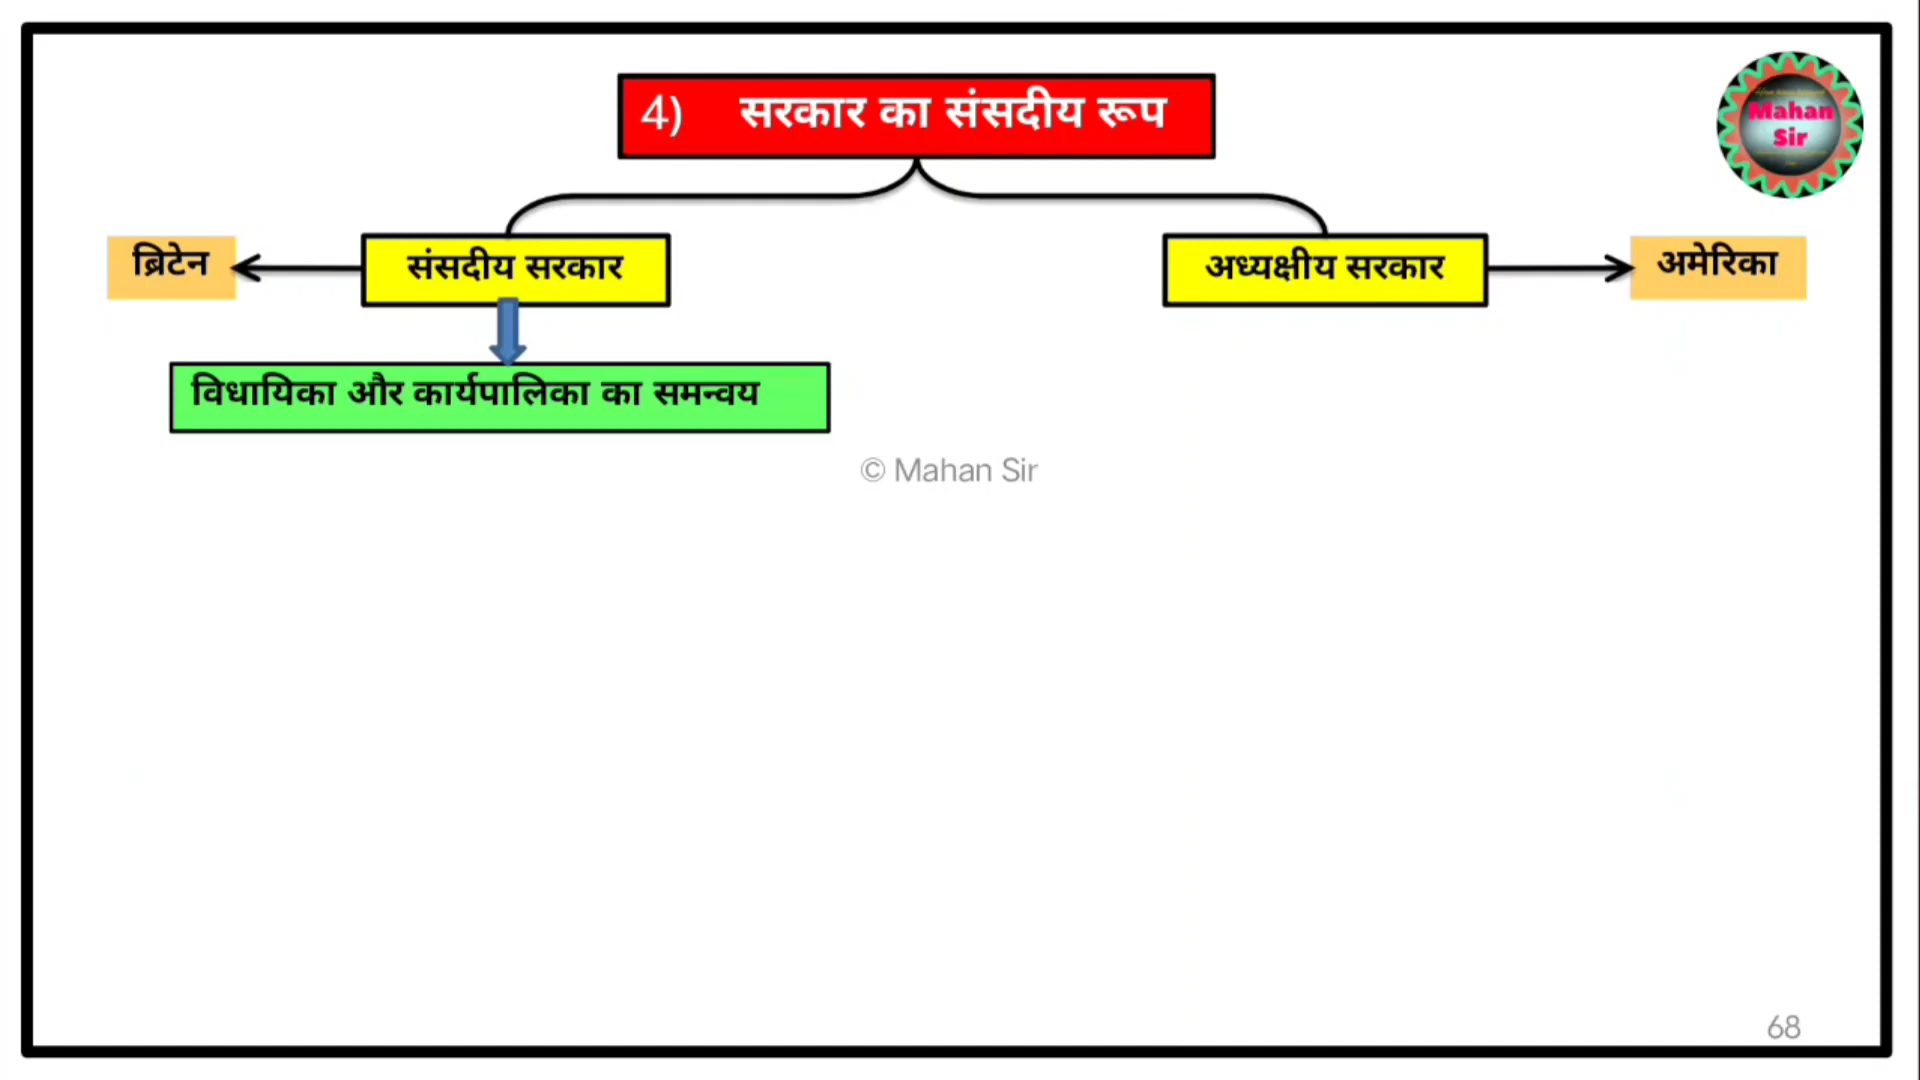 4) सरकार का संसदीय रूप
Mahan
Sir
ब्रिटेन
संसदीय सरकार
अध्यक्षीय सरकार
अमेरिका
विधायिका और कार्यपालिका का समन्वय
© Mahan Sir
68